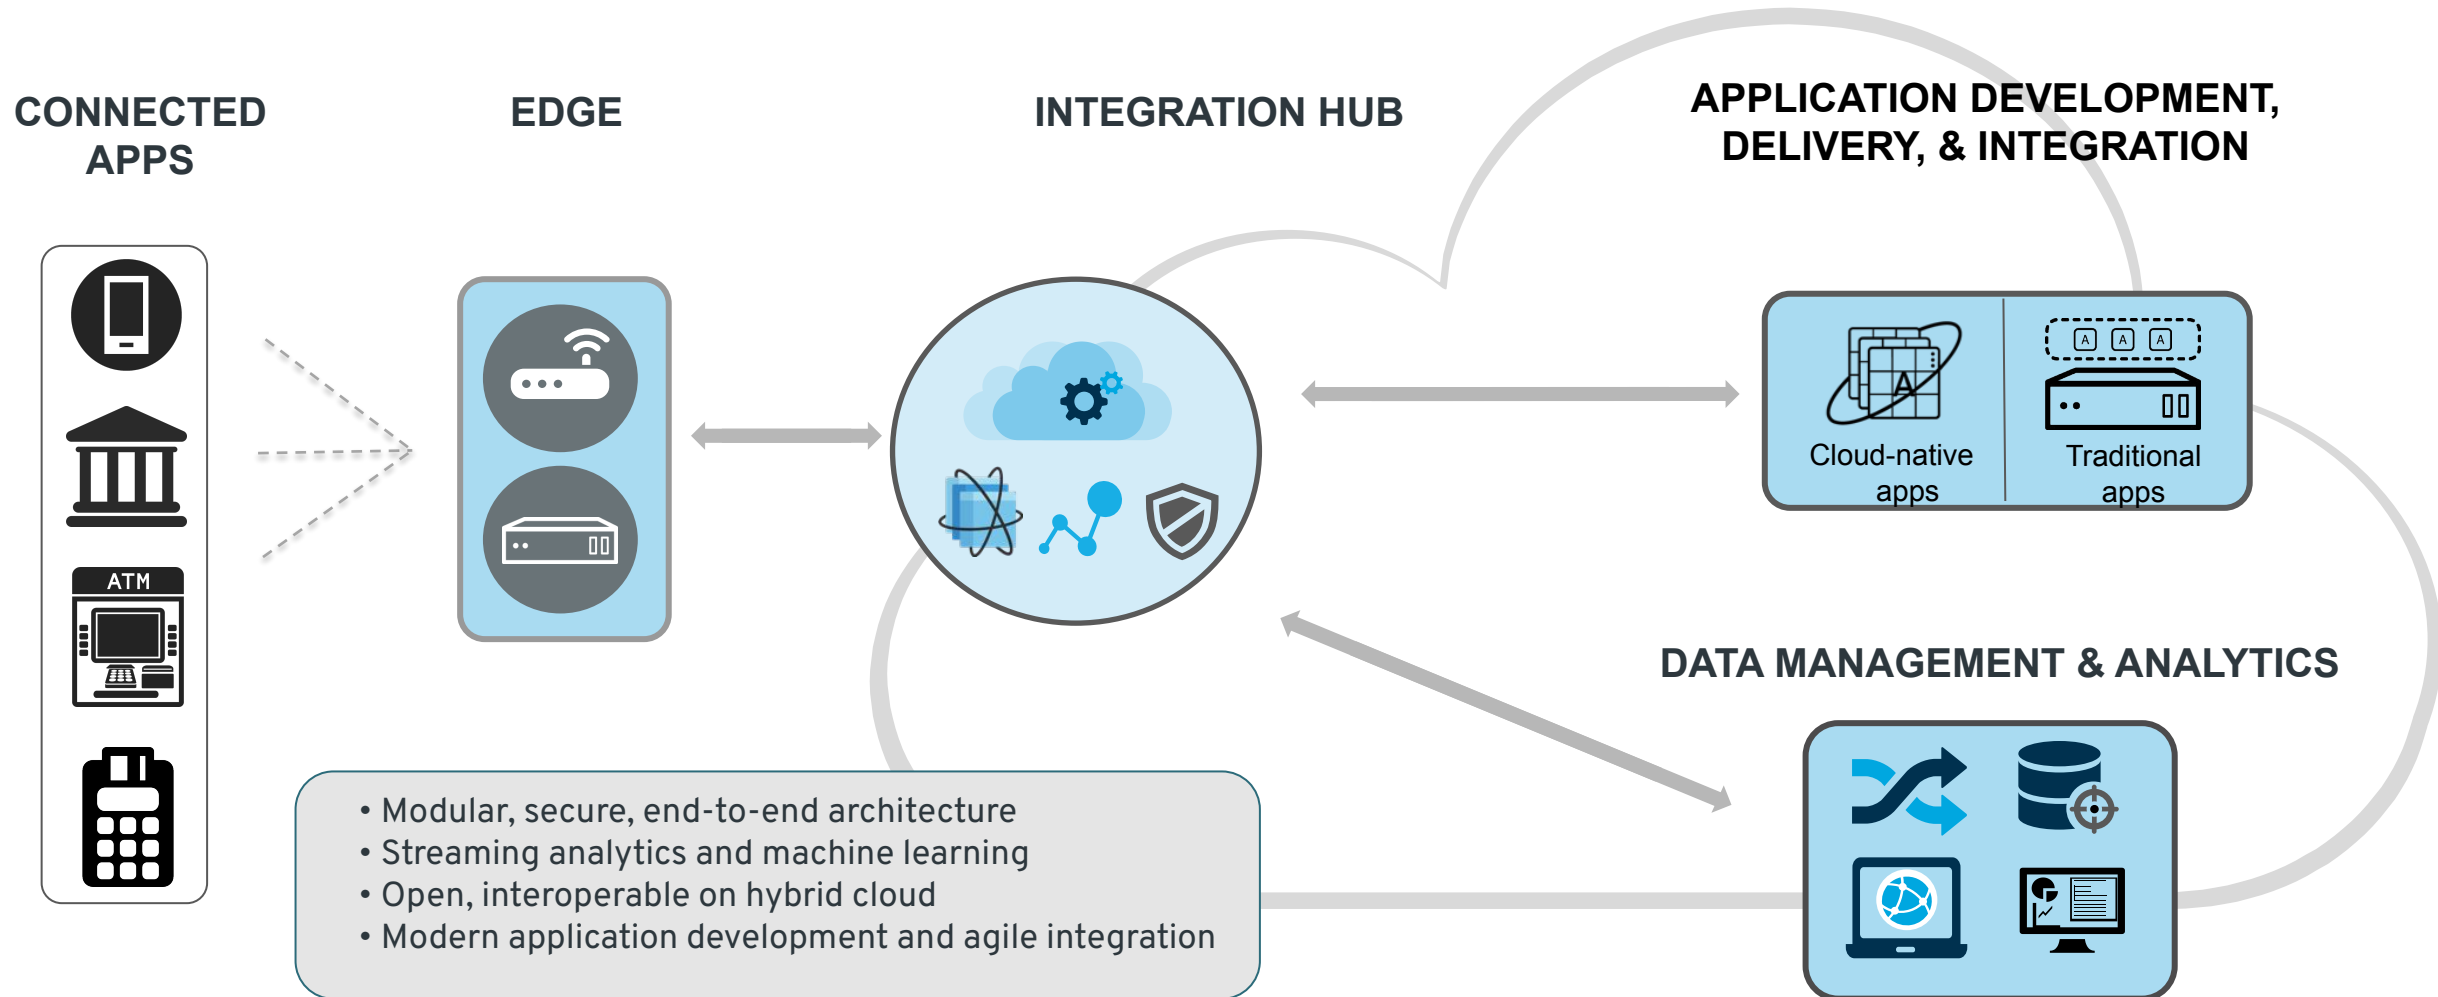 CONNECTED
APPS
EDGE
INTEGRATION HUB
APPLICATION DEVELOPMENT,
DELIVERY, & INTEGRATION
ATM
A
A A A
Cloud-native
apps
Traditional
apps
DATA MANAGEMENT & ANALYTICS
• Modular, secure, end-to-end architecture
• Streaming analytics and machine learning
• Open, interoperable on hybrid cloud
• Modern application development and agile integration